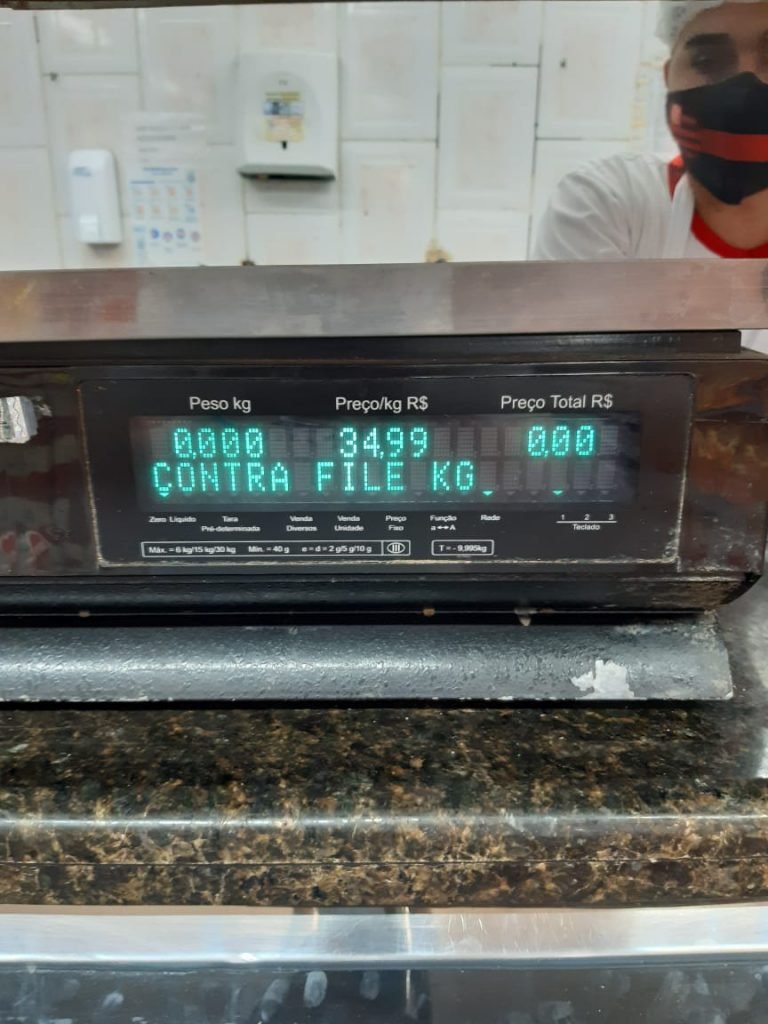 Peso kg Preço/kg R$ Preço Total R$
0,000 34,99 0,00
CONTRA FILE KG
Zero Líquido Tara Pré-determinada Venda Diversos Venda Unidade Preço Fixo Função a↔A Rede 1 2 3 Teclado
Máx. = 6 kg/15 kg/30 kg Mín. = 40 g e = d = 2 g/5 g/10 g III T = - 9,995kg